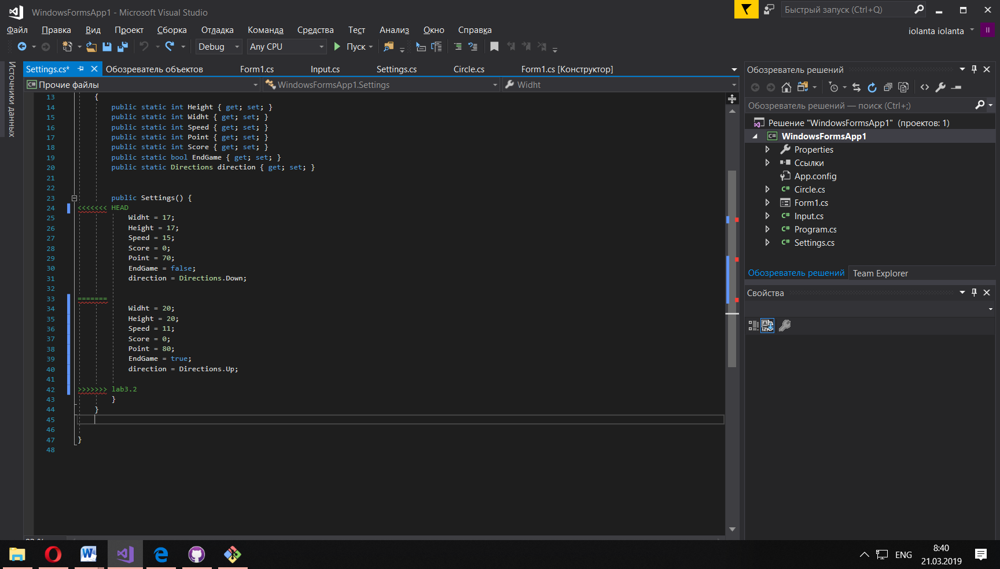 WindowsFormsApp1 - Microsoft Visual Studio
Быстрый запуск (Ctrl+Q)
Файл Правка Вид Проект Сборка Отладка Команда Средства Тест Анализ Окно Справка
iolanta iolanta II
Debug Any CPU Пуск
Источники данных
Settings.cs* Обозреватель объектов Form1.cs Input.cs Settings.cs Circle.cs Form1.cs [Конструктор]
C# Прочие файлы WindowsFormsApp1.Settings Widht
13 {
14 public static int Height { get; set; }
15 public static int Widht { get; set; }
16 public static int Speed { get; set; }
17 public static int Point { get; set; }
18 public static int Score { get; set; }
19 public static bool EndGame { get; set; }
20 public static Directions direction { get; set; }
21
22
23 public Settings() {
24 <<<<<<< HEAD
25 Widht = 17;
26 Height = 17;
27 Speed = 15;
28 Score = 0;
29 Point = 70;
30 EndGame = false;
31 direction = Directions.Down;
32
33 =======
34 Widht = 20;
35 Height = 20;
36 Speed = 11;
37 Score = 0;
38 Point = 80;
39 EndGame = true;
40 direction = Directions.Up;
41
42 >>>>>>> lab3.2
43 }
44 }
45
46
47 }
48
Обозреватель решений
Обозреватель решений — поиск (Ctrl+;)
Решение "WindowsFormsApp1" (проектов: 1)
C# WindowsFormsApp1
Properties
Ссылки
App.config
C# Circle.cs
Form1.cs
C# Input.cs
C# Program.cs
C# Settings.cs
Обозреватель решений Team Explorer
Свойства
ENG
8:40
21.03.2019